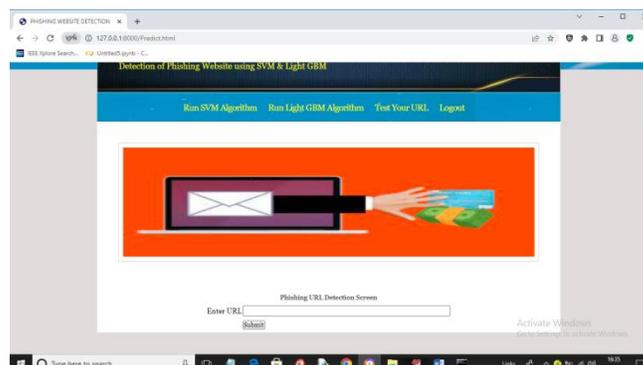 PHISHING WEBSITE DETECTION
127.0.0.1:8000/Predict.html
IEEE Xplore Search... Untitled5.ipynb - C...
Detection of Phishing Website using SVM & Light GBM
Run SVM Algorithm Run Light GBM Algorithm Test Your URL Logout
Phishing URL Detection Screen
Enter URL
Submit
Activate Windows
Go to Settings to activate Windows.
Type here to search
Links
16:35